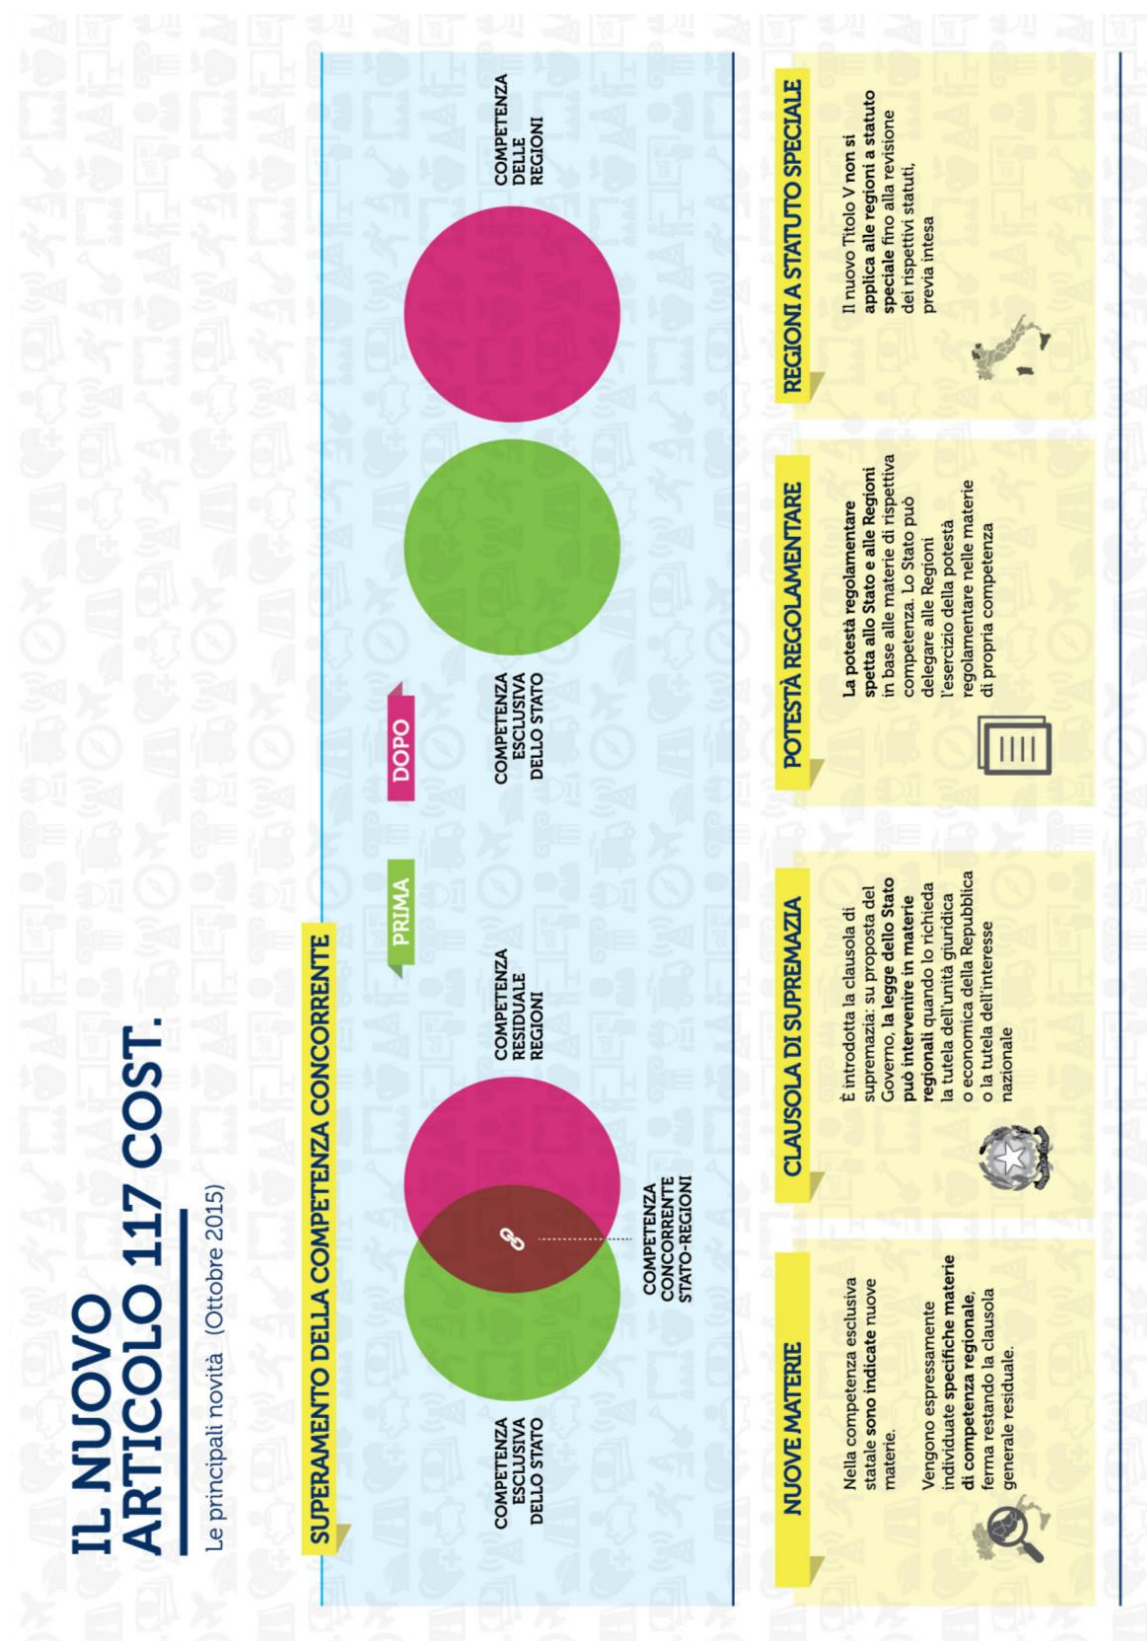 IL NUOVO
ARTICOLO 117 COST.
Le principali novità (Ottobre 2015)
SUPERAMENTO DELLA COMPETENZA CONCORRENTE
PRIMA
DOPO
COMPETENZA
ESCLUSIVA
DELLO STATO
COMPETENZA
RESIDUALE
REGIONI
COMPETENZA
CONCORRENTE
STATO-REGIONI
COMPETENZA
ESCLUSIVA
DELLO STATO
COMPETENZA
DELLE
REGIONI
NUOVE MATERIE
Nella competenza esclusiva
statale sono indicate nuove
materie.
Vengono espressamente
individuate specifiche materie
di competenza regionale,
ferma restando la clausola
generale residuale.
CLAUSOLA DI SUPREMAZIA
È introdotta la clausola di
supremazia: su proposta del
Governo, la legge dello Stato
può intervenire in materie
regionali quando lo richieda
la tutela dell'unità giuridica
o economica della Repubblica
o la tutela dell'interesse
nazionale
POTESTÀ REGOLAMENTARE
La potestà regolamentare
spetta allo Stato e alle Regioni
in base alle materie di rispettiva
competenza. Lo Stato può
delegare alle Regioni
l'esercizio della potestà
regolamentare nelle materie
di propria competenza
REGIONI A STATUTO SPECIALE
Il nuovo Titolo V non si
applica alle regioni a statuto
speciale fino alla revisione
dei rispettivi statuti,
previa intesa